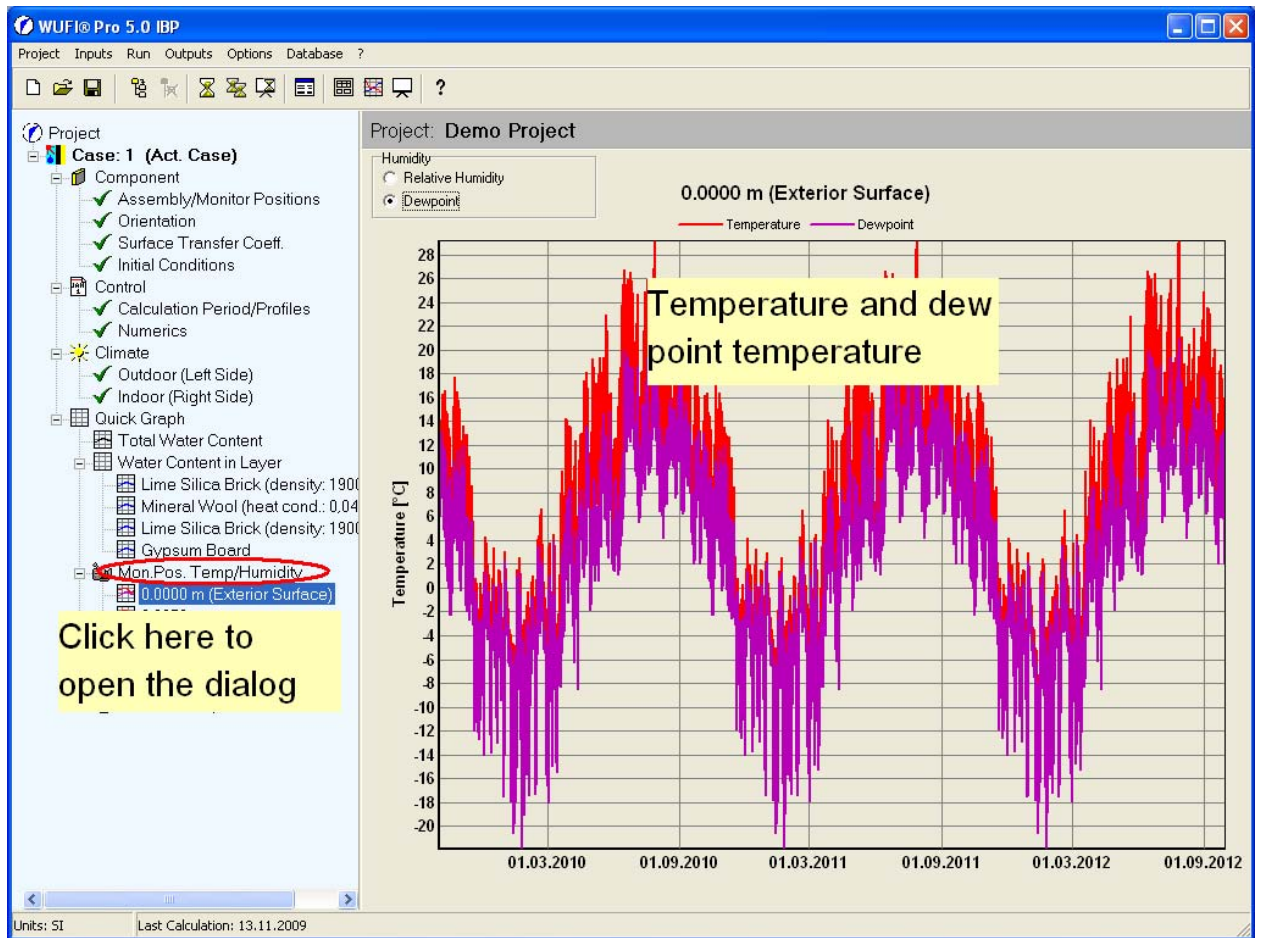 WUFI® Pro 5.0 IBP
Project Inputs Run Outputs Options Database ?
?
Project
Case: 1 (Act. Case)
Component
Assembly/Monitor Positions
Orientation
Surface Transfer Coeff.
Initial Conditions
Control
Calculation Period/Profiles
Numerics
Climate
Outdoor (Left Side)
Indoor (Right Side)
Quick Graph
Total Water Content
Water Content in Layer
Lime Silica Brick (density: 190
Mineral Wool (heat cond.: 0,04
Lime Silica Brick (density: 190
Gypsum Board
Mon.Pos. Temp/Humidity
0.0000 m (Exterior Surface)
Click here to
open the dialog
Project: Demo Project
Humidity
Relative Humidity
Dewpoint
0.0000 m (Exterior Surface)
Temperature Dewpoint
Temperature and dew
point temperature
Temperature [°C]
28
26
24
22
20
18
16
14
12
10
8
6
4
2
0
-2
-4
-6
-8
-10
-12
-14
-16
-18
-20
01.03.2010 01.09.2010 01.03.2011 01.09.2011 01.03.2012 01.09.2012
Units: SI Last Calculation: 13.11.2009